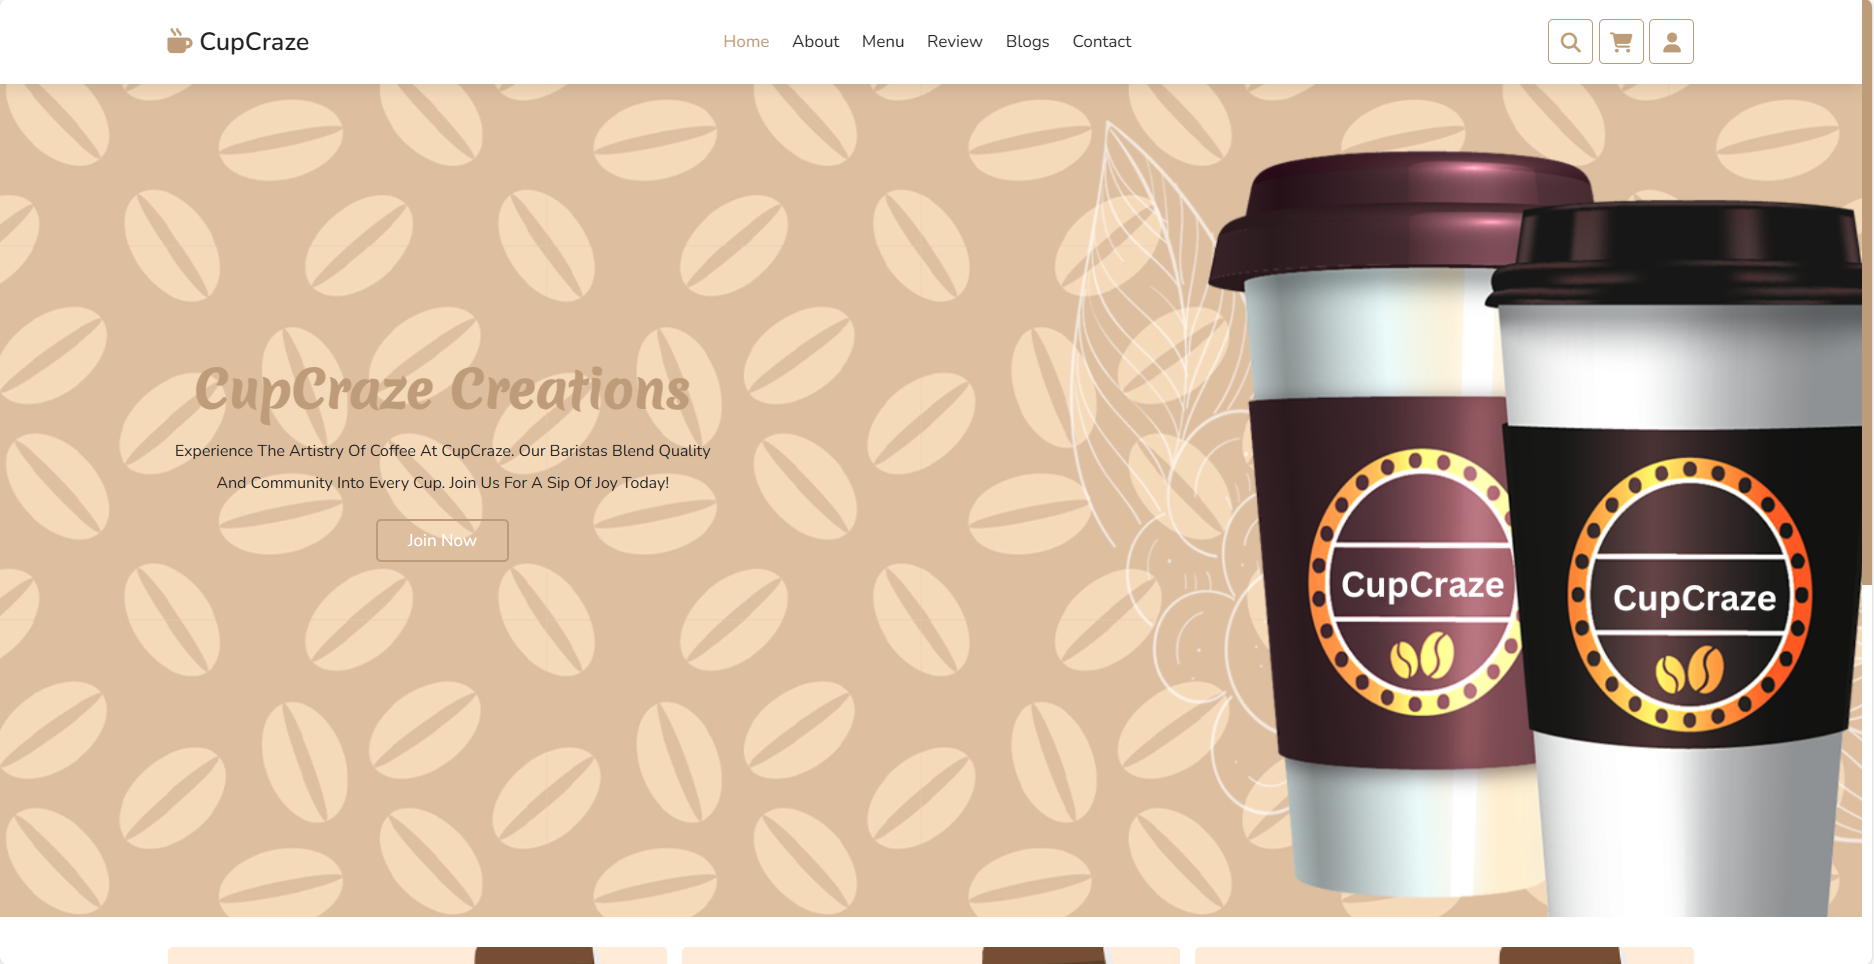 CupCraze
Home About Menu Review Blogs Contact
CupCraze Creations
Experience The Artistry Of Coffee At CupCraze. Our Baristas Blend Quality
And Community Into Every Cup. Join Us For A Sip Of Joy Today!
Join Now
CupCraze
CupCraze